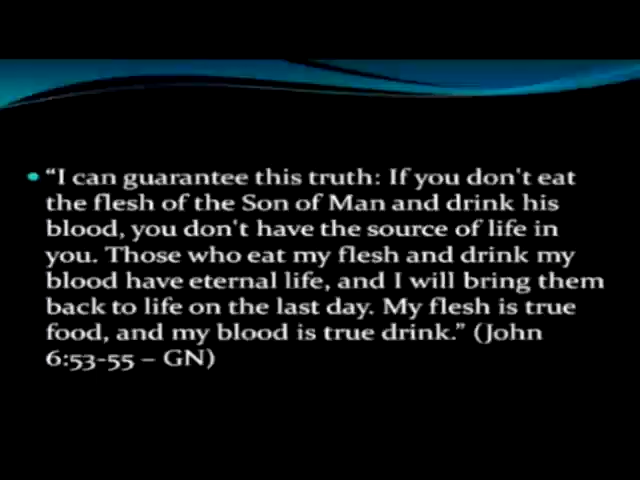 • “I can guarantee this truth: If you don't eat
the flesh of the Son of Man and drink his
blood, you don't have the source of life in
you. Those who eat my flesh and drink my
blood have eternal life, and I will bring them
back to life on the last day. My flesh is true
food, and my blood is true drink.” (John
6:53-55 – GN)